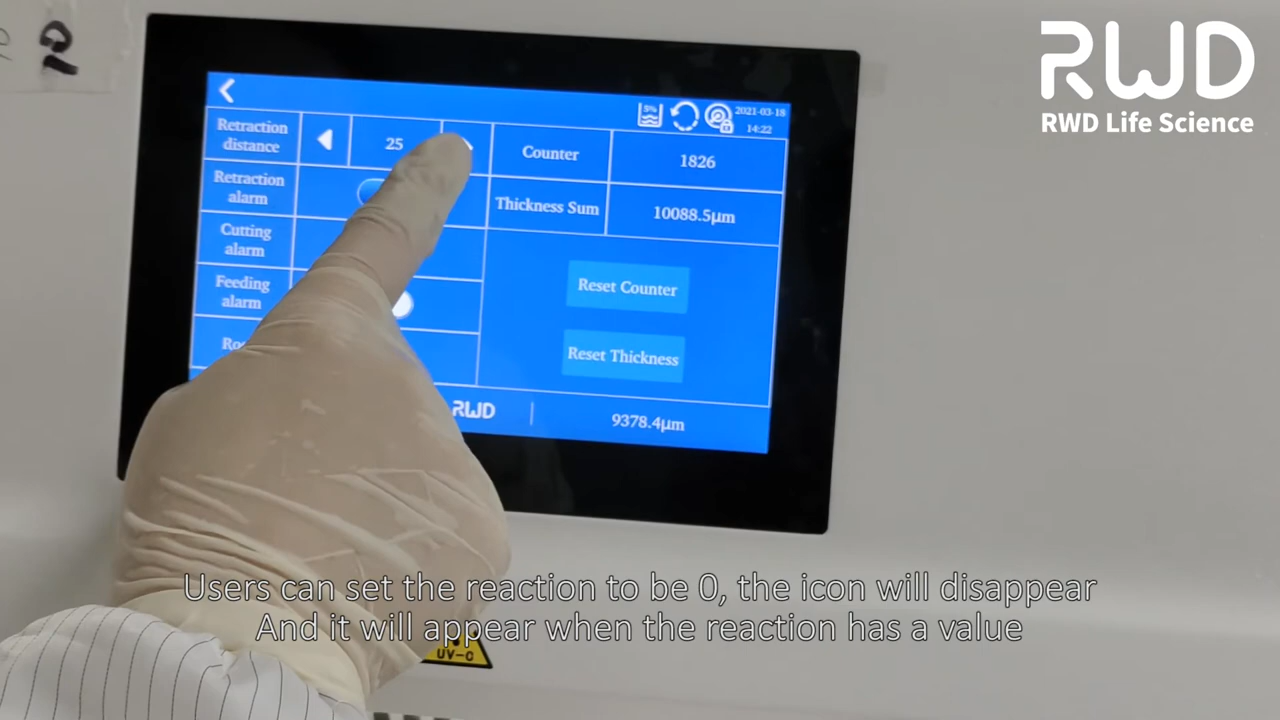 RWD
RWD Life Science
5%
2021-03-18
14:22
Retraction
distance
25
Counter
1826
Retraction
alarm
Thickness Sum
10088.5μm
Cutting
alarm
Feeding
alarm
Reset Counter
Reset Thickness
RWD
9378.4μm
Users can set the reaction to be 0, the icon will disappear
And it will appear when the reaction has a value
UV-C